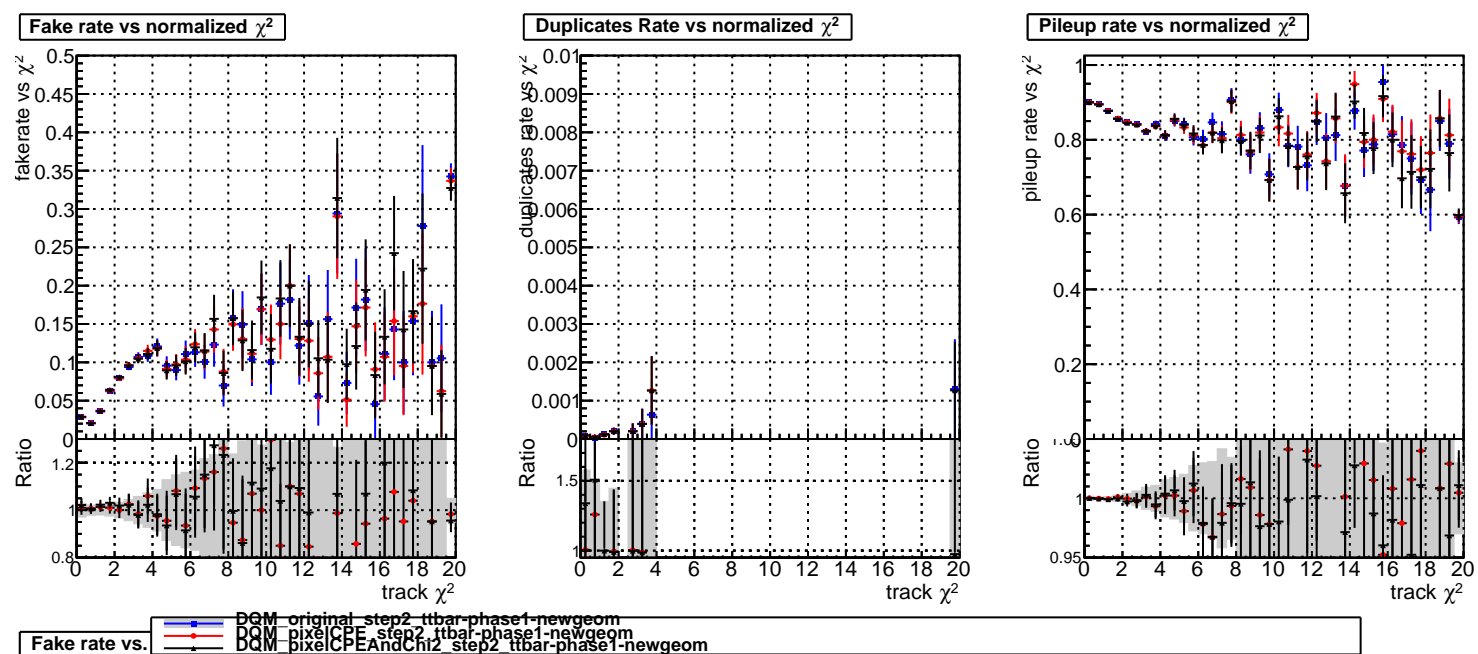 Fake rate vs normalized χ²
Duplicates Rate vs normalized χ²
Pileup rate vs normalized χ²
fakerate vs χ²
0.5
0.45
0.4
0.35
0.3
0.25
0.2
0.15
0.1
0.05
0
Ratio
1.2
1
0.8
0 2 4 6 8 10 12 14 16 18 20
track χ²
duplicates rate vs χ²
0.01
0.009
0.008
0.007
0.006
0.005
0.004
0.003
0.002
0.001
0
Ratio
1.5
1
0 2 4 6 8 10 12 14 16 18 20
track χ²
pileup rate vs χ²
1
0.8
0.6
0.4
0.2
Ratio
1
0.95
0 2 4 6 8 10 12 14 16 18 20
track χ²
DQM_original_step2_ttbar-phase1-newgeom
DQM_pixelCPE_step2_ttbar-phase1-newgeom
DQM_pixelCPEAndChi2_step2_ttbar-phase1-newgeom
Fake rate vs.